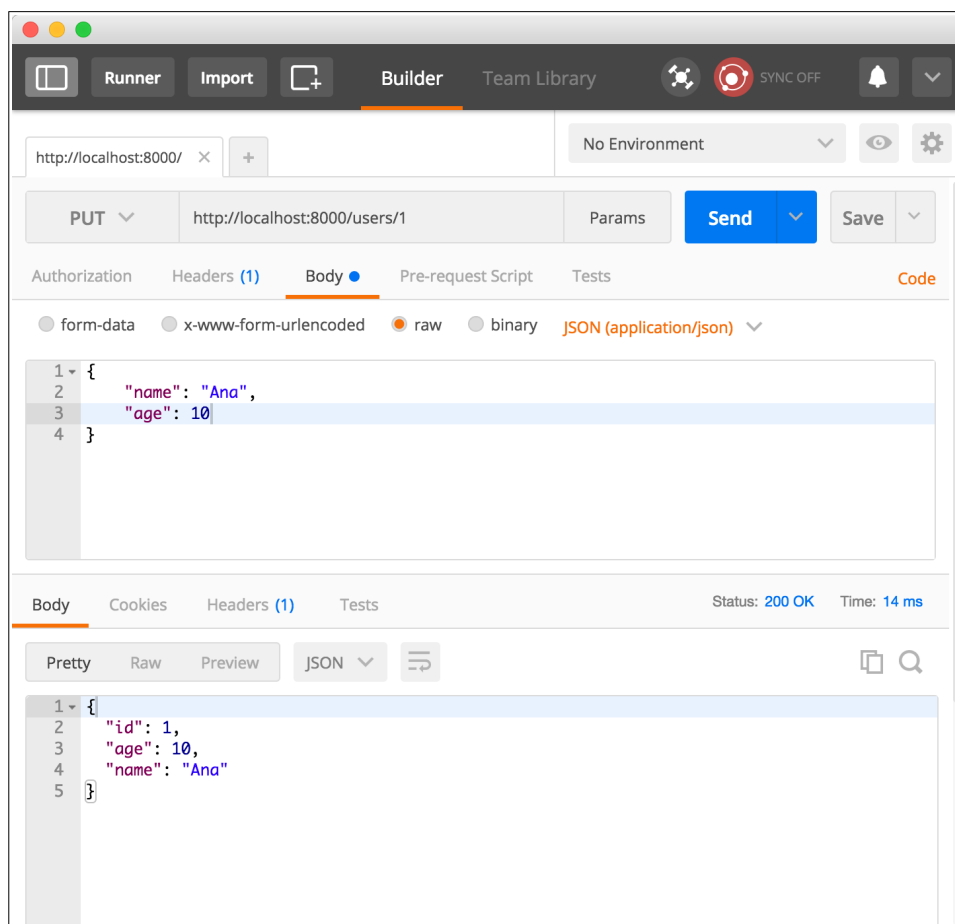 Runner Import Builder Team Library SYNC OFF
http://localhost:8000/ No Environment
PUT http://localhost:8000/users/1 Params Send Save
Authorization Headers (1) Body Pre-request Script Tests Code
form-data x-www-form-urlencoded raw binary JSON (application/json)
1 {
2 "name": "Ana",
3 "age": 10
4 }
Body Cookies Headers (1) Tests Status: 200 OK Time: 14 ms
Pretty Raw Preview JSON
1 {
2 "id": 1,
3 "age": 10,
4 "name": "Ana"
5 }